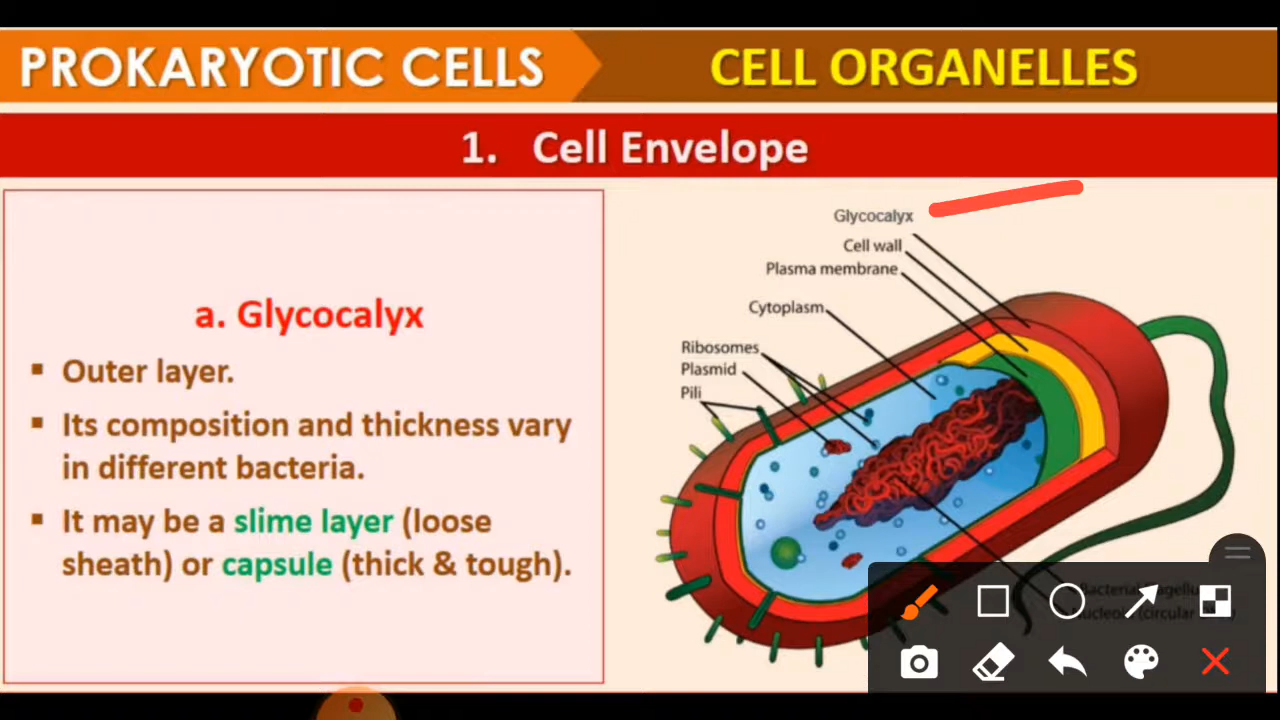 PROKARYOTIC CELLS
CELL ORGANELLES
1. Cell Envelope
a. Glycocalyx
▪ Outer layer.
▪ Its composition and thickness vary
in different bacteria.
▪ It may be a slime layer (loose
sheath) or capsule (thick & tough).
Glycocalyx
Cell wall
Plasma membrane
Cytoplasm
Ribosomes
Plasmid
Pili
Bacterial
(circular